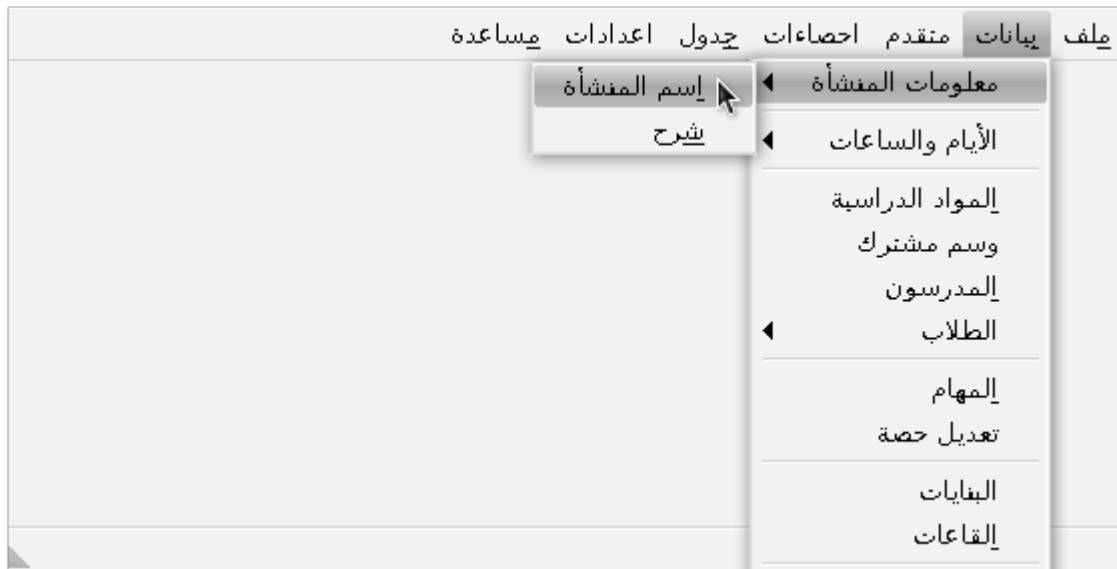 ملف بيانات متقدم احصاءات جدول اعدادات مساعدة
معلومات المنشأة
إسم المنشأة
شرح
الأيام والساعات
المواد الدراسية
وسم مشترك
المدرسون
الطلاب
المهام
تعديل حصة
البنايات
القاعات